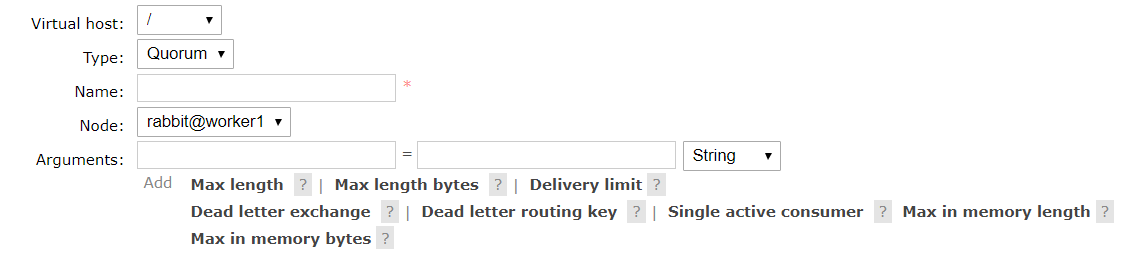 Virtual host: /
Type: Quorum
Name: *
Node: rabbit@worker1
Arguments: = String
Add Max length ? | Max length bytes ? | Delivery limit ?
Dead letter exchange ? | Dead letter routing key ? | Single active consumer ? Max in memory length ?
Max in memory bytes ?